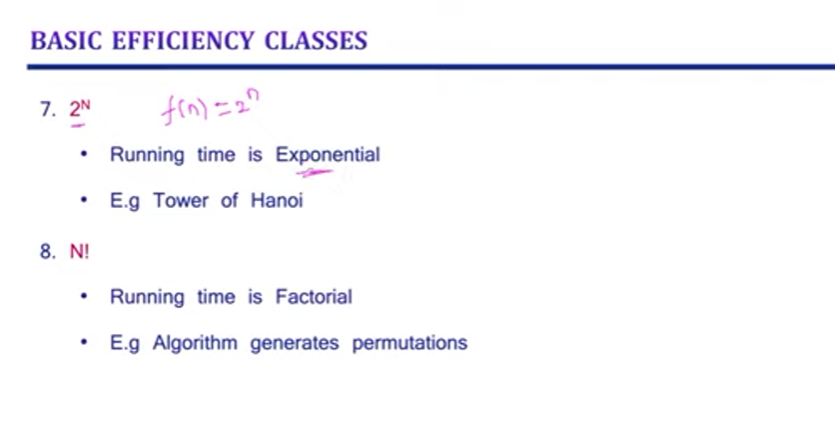 BASIC EFFICIENCY CLASSES
7. 2ᴺ f(n) = 2ⁿ
• Running time is Exponential
• E.g Tower of Hanoi
8. N!
• Running time is Factorial
• E.g Algorithm generates permutations